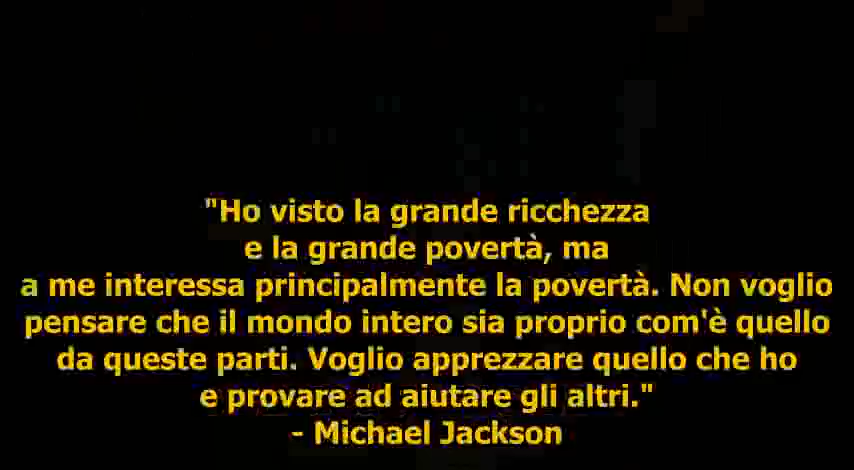 "Ho visto la grande ricchezza
e la grande povertà, ma
a me interessa principalmente la povertà. Non voglio
pensare che il mondo intero sia proprio com'è quello
da queste parti. Voglio apprezzare quello che ho
e provare ad aiutare gli altri."
- Michael Jackson